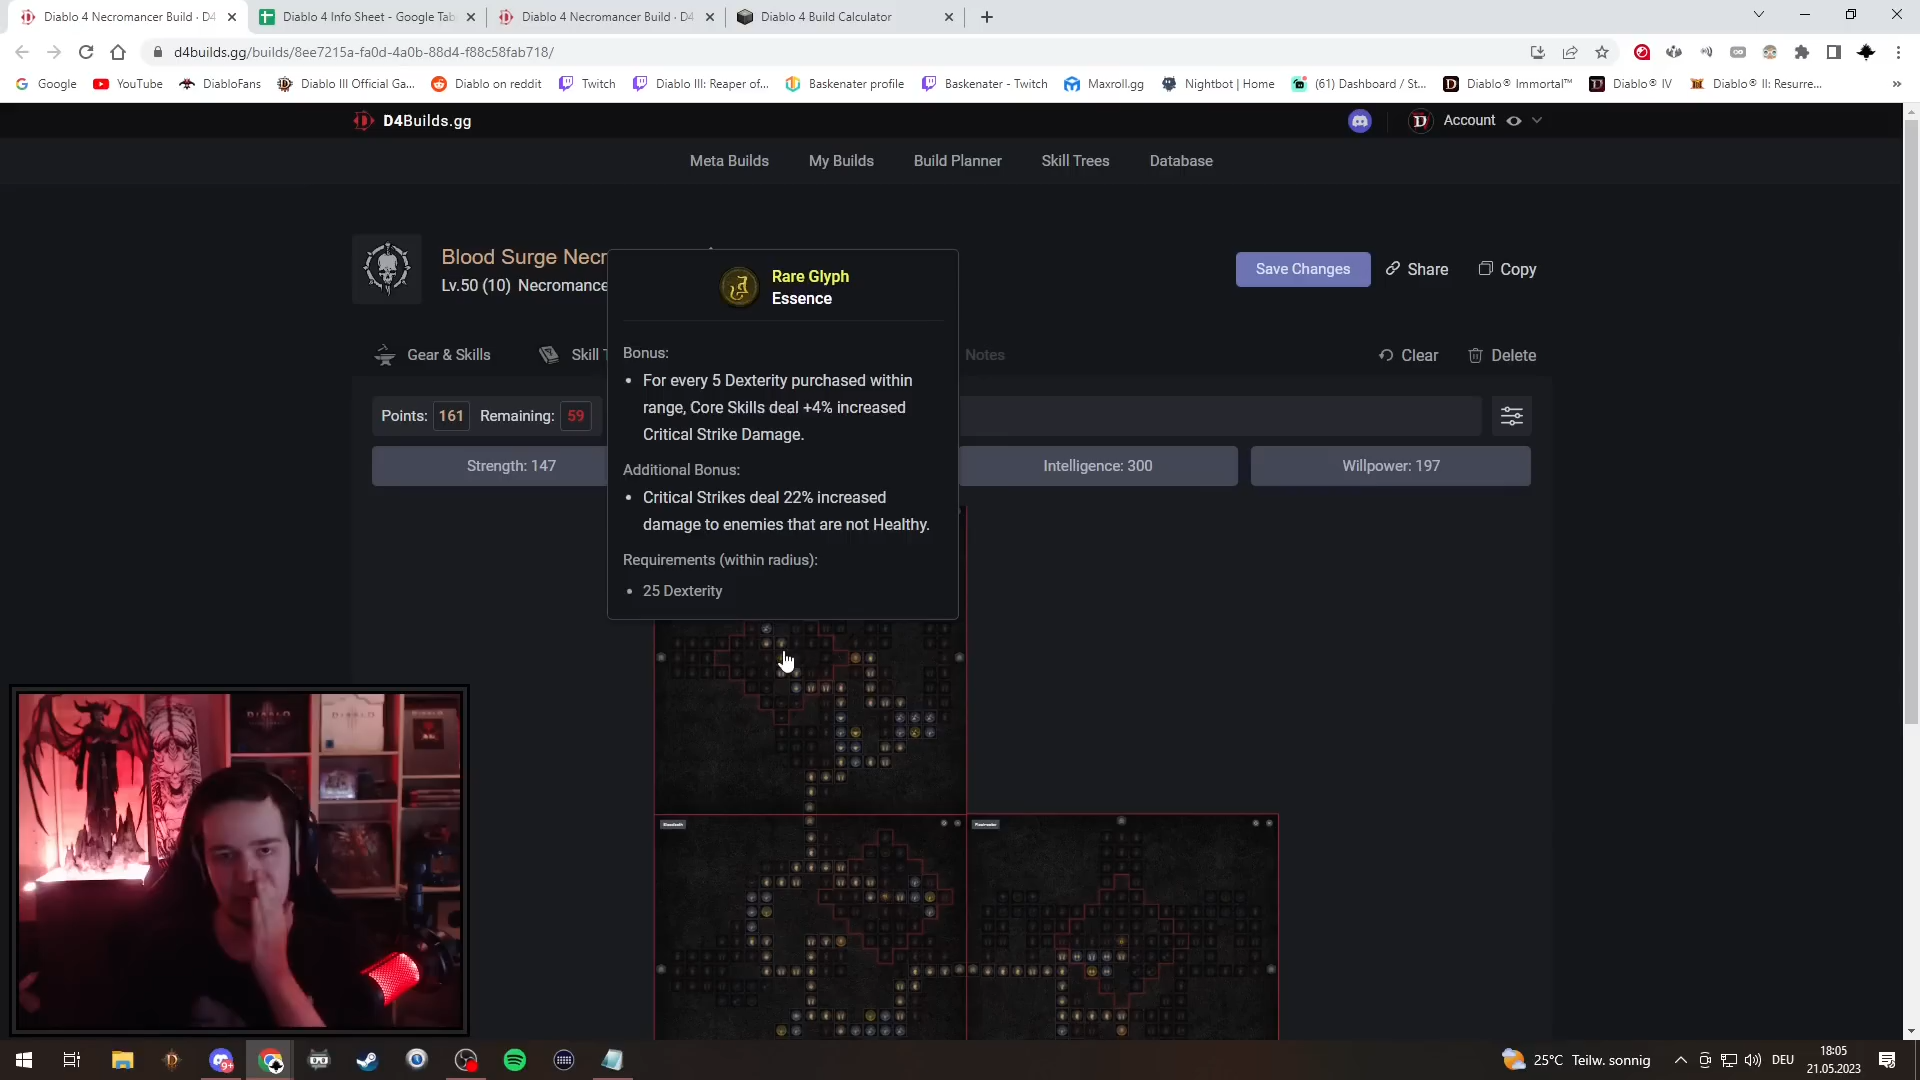 Diablo 4 Necromancer Build · D4
Diablo 4 Info Sheet - Google Tab
Diablo 4 Necromancer Build · D4
Diablo 4 Build Calculator
d4builds.gg/builds/8ee7215a-fa0d-4a0b-88d4-f88c58fab718/
Google
YouTube
DiabloFans
Diablo III Official Ga...
Diablo on reddit
Twitch
Diablo III: Reaper of...
Baskenater profile
Baskenater - Twitch
Maxroll.gg
Nightbot | Home
(61) Dashboard / St...
Diablo® Immortal™
Diablo® IV
Diablo® II: Resurre...
D4Builds.gg
Account
Meta Builds
My Builds
Build Planner
Skill Trees
Database
Blood Surge Necr
Lv.50 (10) Necromance
Save Changes
Share
Copy
Rare Glyph
Essence
Gear & Skills
Skill T
Notes
Clear
Delete
Bonus:
• For every 5 Dexterity purchased within
range, Core Skills deal +4% increased
Critical Strike Damage.
Additional Bonus:
• Critical Strikes deal 22% increased
damage to enemies that are not Healthy.
Requirements (within radius):
• 25 Dexterity
Points: 161 Remaining: 59
Strength: 147
Intelligence: 300
Willpower: 197
DIABLO
9+
25°C Teilw. sonnig
DEU
18:05
21.05.2023